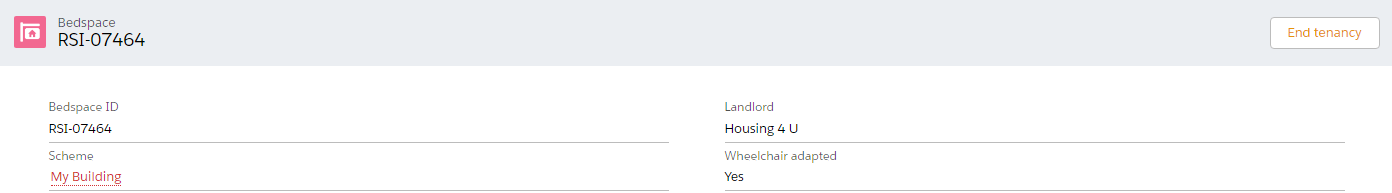 Bedspace
RSI-07464
End tenancy
Bedspace ID
RSI-07464
Landlord
Housing 4 U
Scheme
My Building
Wheelchair adapted
Yes